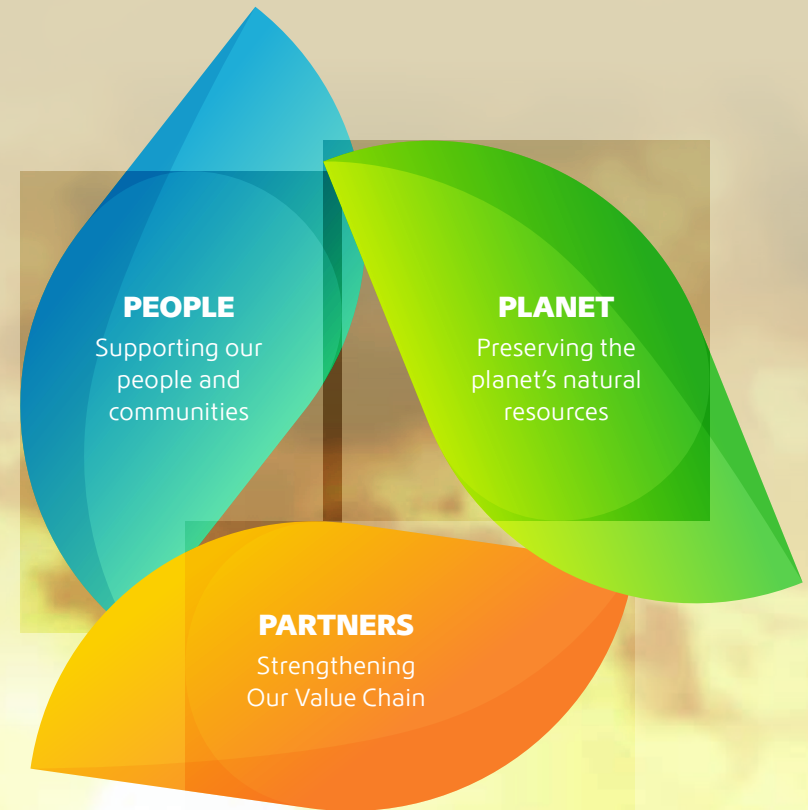 PEOPLE
Supporting our
people and
communities
PLANET
Preserving the
planet’s natural
resources
PARTNERS
Strengthening
Our Value Chain